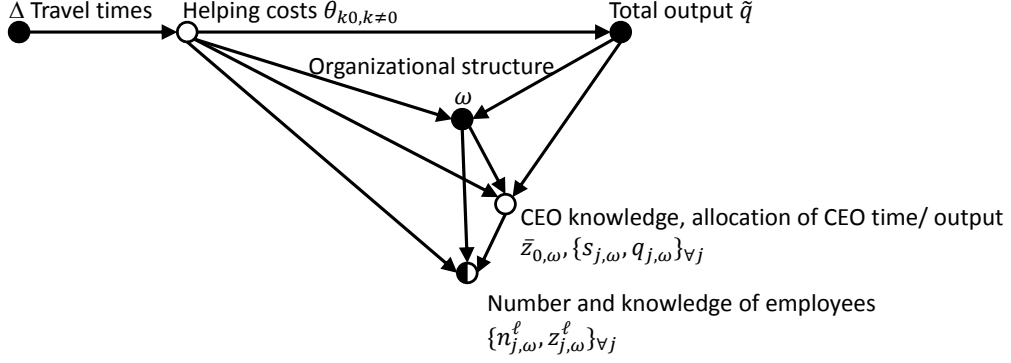 Δ Travel times
Helping costs θ_{k0,k≠0}
Total output q̃
Organizational structure
ω
CEO knowledge, allocation of CEO time/ output
z̄_{0,ω}, {s_{j,ω}, q_{j,ω}}_{∀j}
Number and knowledge of employees
{n^ℓ_{j,ω}, z^ℓ_{j,ω}}_{∀j}